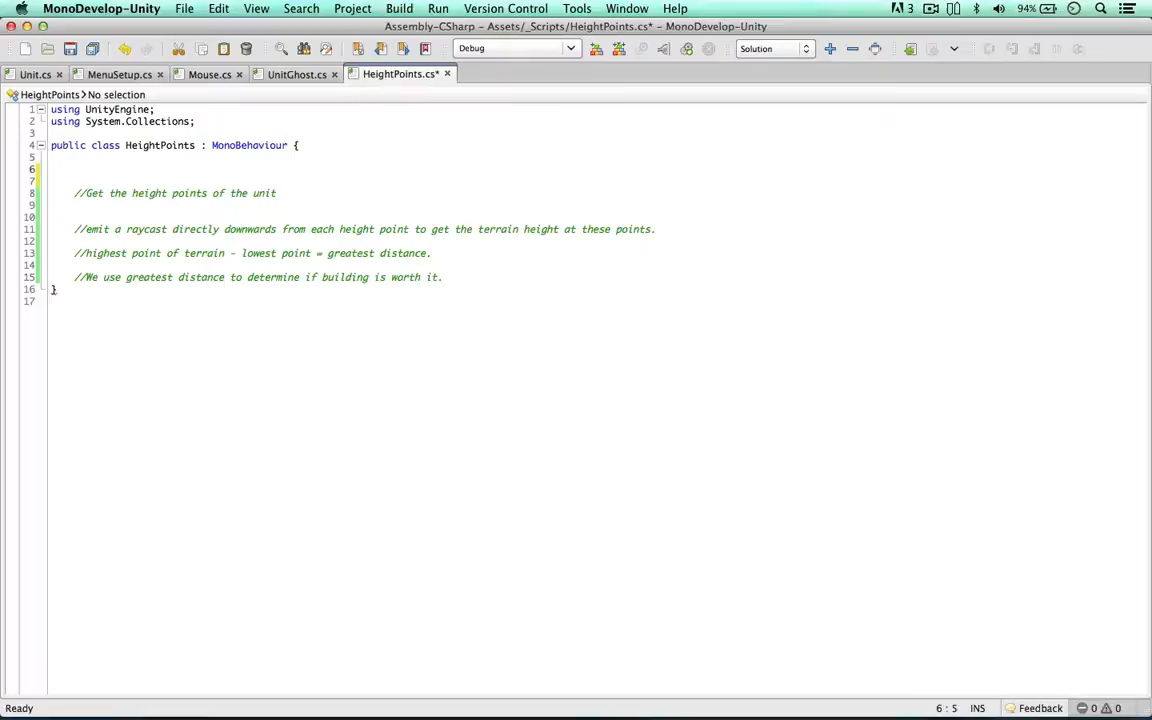 MonoDevelop-Unity File Edit View Search Project Build Run Version Control Tools Window Help 3 94%
Assembly-CSharp – Assets/_Scripts/HeightPoints.cs* – MonoDevelop-Unity
Debug Solution
Unit.cs MenuSetup.cs Mouse.cs UnitGhost.cs HeightPoints.cs*
HeightPoints No selection
1 using UnityEngine;
2 using System.Collections;
3
4 public class HeightPoints : MonoBehaviour {
5
6
7
8 //Get the height points of the unit
9
10
11 //emit a raycast directly downwards from each height point to get the terrain height at these points.
12
13 //highest point of terrain - lowest point = greatest distance.
14
15 //We use greatest distance to determine if building is worth it.
16 }
17
Ready 6 : 5 INS Feedback 0 0